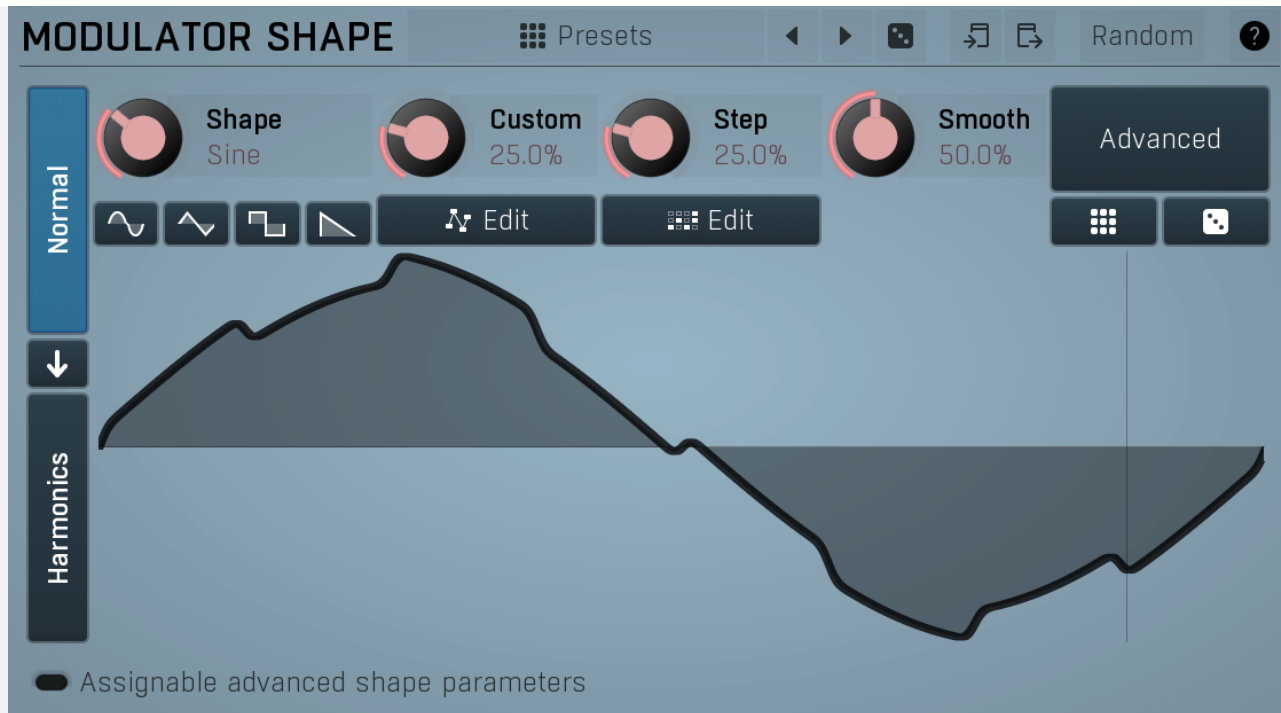 MODULATOR SHAPE
Presets
Random
?
Normal
Shape
Sine
Custom
25.0%
Step
25.0%
Smooth
50.0%
Advanced
Edit
Edit
Harmonics
Assignable advanced shape parameters